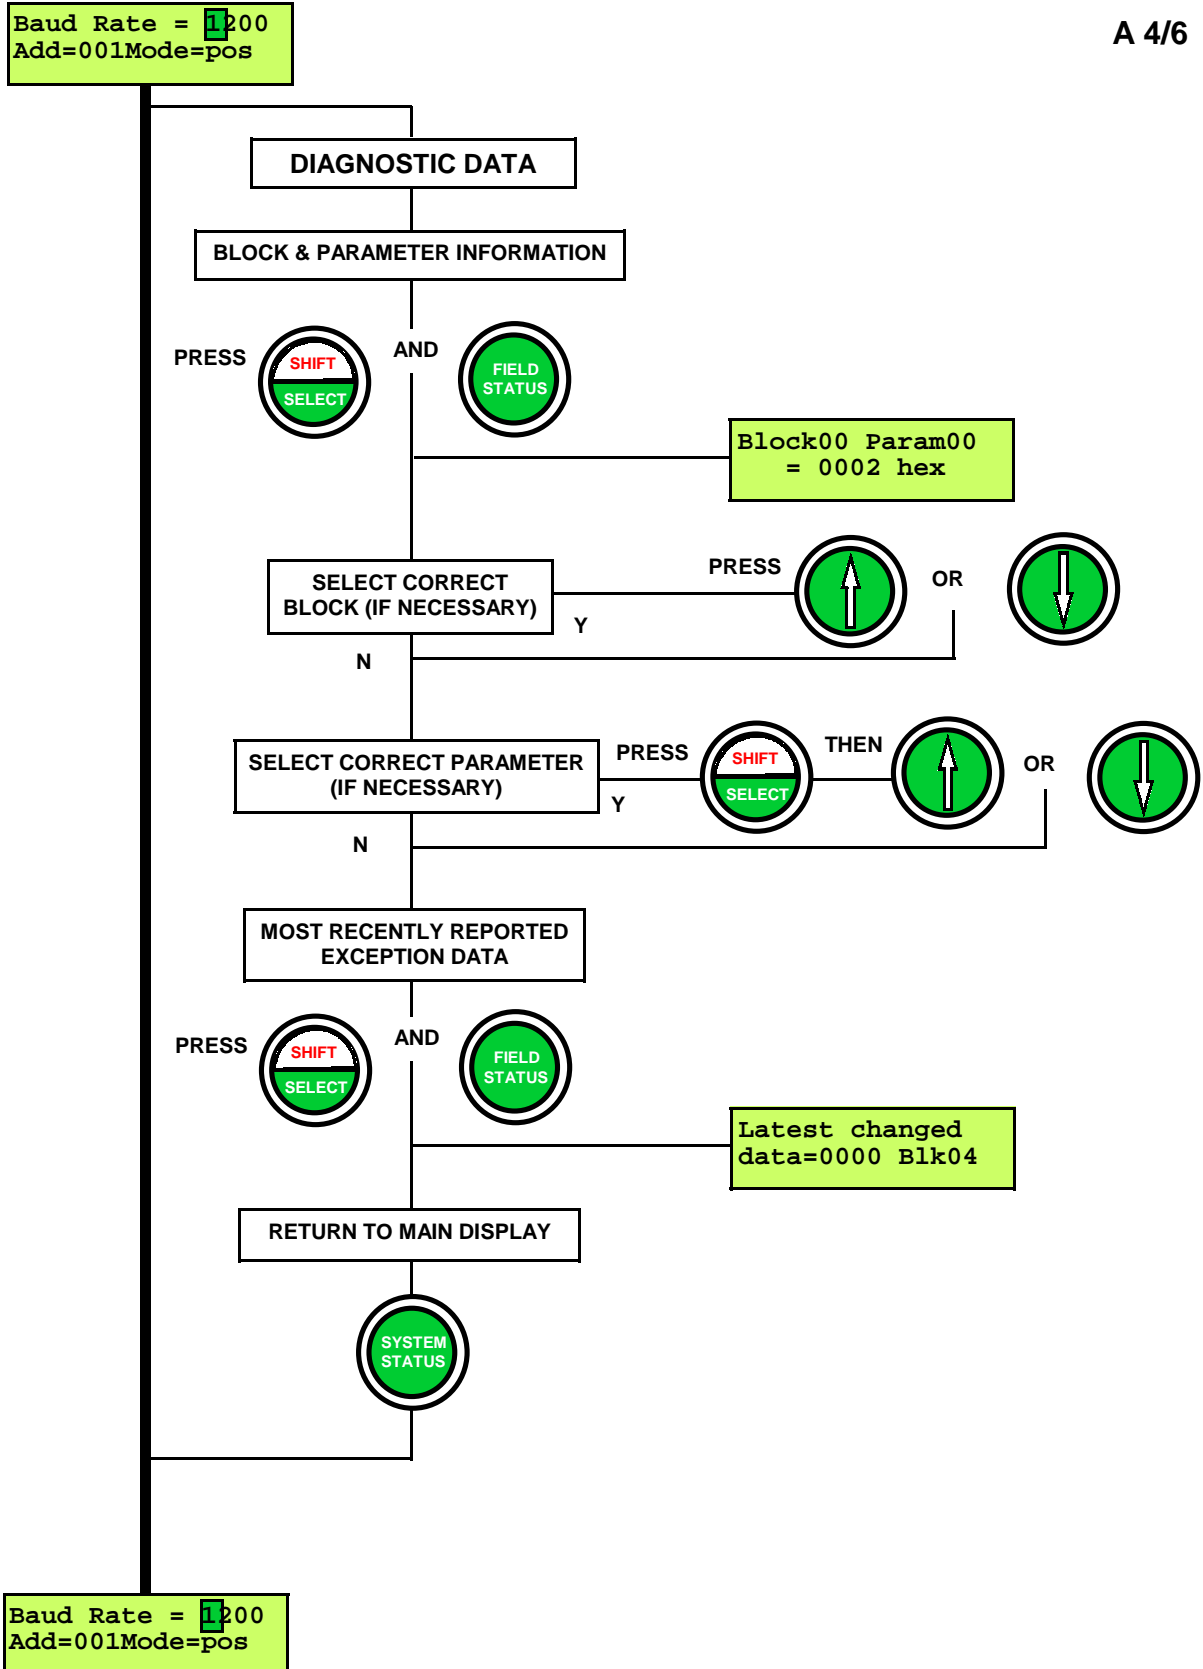 Baud Rate = 1200
Add=001Mode=pos
A 4/6
DIAGNOSTIC DATA
BLOCK & PARAMETER INFORMATION
PRESS
SHIFT
SELECT
AND
FIELD
STATUS
Block00 Param00
= 0002 hex
SELECT CORRECT
BLOCK (IF NECESSARY)
Y
PRESS
OR
N
SELECT CORRECT PARAMETER
(IF NECESSARY)
PRESS
Y
SHIFT
SELECT
THEN
OR
N
MOST RECENTLY REPORTED
EXCEPTION DATA
PRESS
SHIFT
SELECT
AND
FIELD
STATUS
Latest changed
data=0000 Blk04
RETURN TO MAIN DISPLAY
SYSTEM
STATUS
Baud Rate = 1200
Add=001Mode=pos